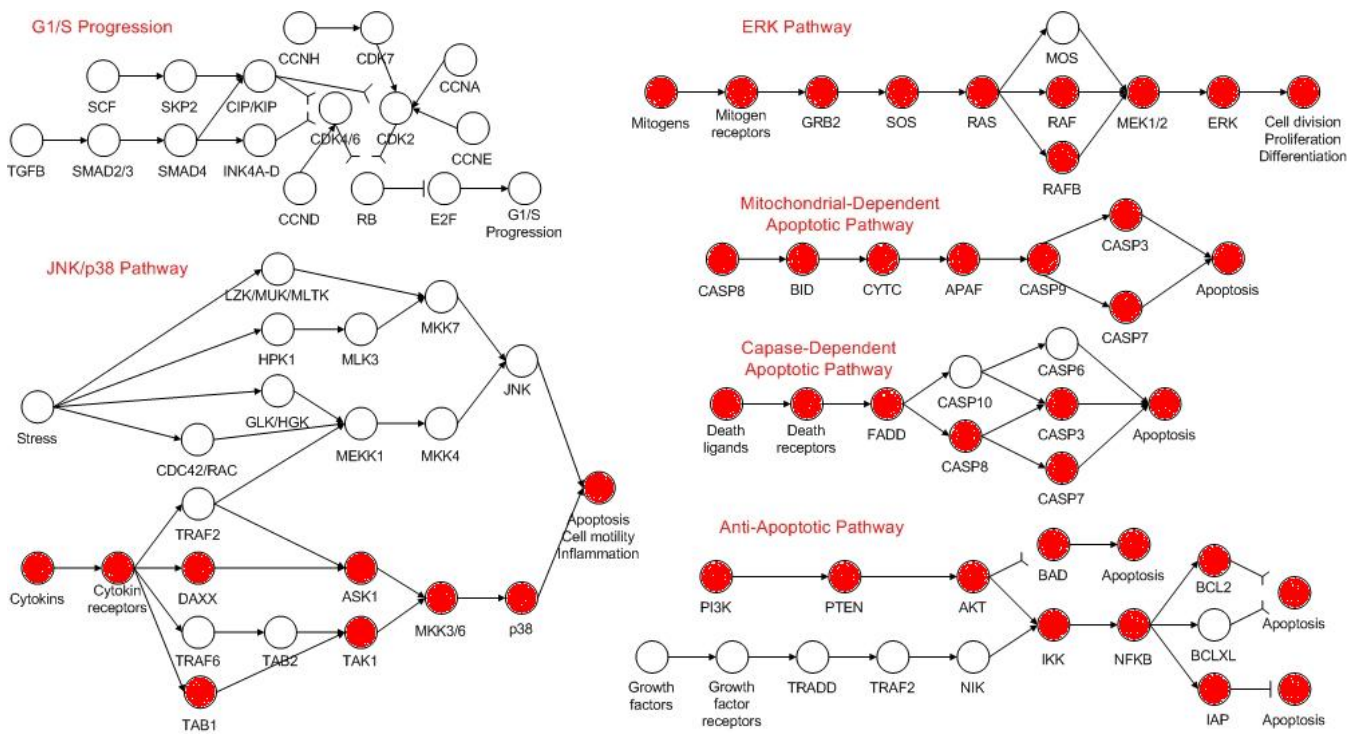 G1/S Progression
CCNH
CDK7
CCNA
SCF
SKP2
CIP/KIP
CDK4/6
CDK2
TGFB
SMAD2/3
SMAD4
INK4A-D
CCNE
CCND
RB
E2F
G1/S
Progression
JNK/p38 Pathway
LZK/MUK/MLTK
MKK7
HPK1
MLK3
JNK
Stress
GLK/HGK
MEKK1
MKK4
CDC42/RAC
TRAF2
Apoptosis
Cell motility
Inflammation
Cytokins
Cytokin
receptors
DAXX
ASK1
MKK3/6
p38
TRAF6
TAB2
TAK1
TAB1
ERK Pathway
MOS
Mitogens
Mitogen
receptors
GRB2
SOS
RAS
RAF
MEK1/2
ERK
Cell division
Proliferation
Differentiation
RAFB
Mitochondrial-Dependent
Apoptotic Pathway
CASP3
CASP8
BID
CYTC
APAF
CASP9
Apoptosis
CASP7
Capase-Dependent
Apoptotic Pathway
CASP6
CASP10
Death
ligands
Death
receptors
FADD
CASP3
Apoptosis
CASP8
CASP7
Anti-Apoptotic Pathway
BAD
Apoptosis
BCL2
PI3K
PTEN
AKT
Apoptosis
IKK
NFKB
BCLXL
Growth
factors
Growth
factor
receptors
TRADD
TRAF2
NIK
IAP
Apoptosis